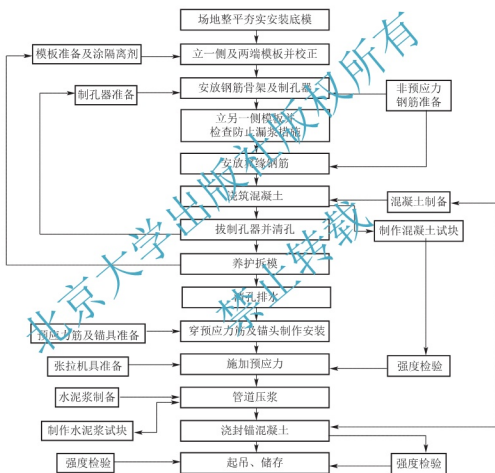 场地整平夯实安装底模
模板准备及涂隔离剂
立一侧及两端模板并校正
制孔器准备
安放钢筋骨架及制孔器
非预应力
钢筋准备
立另一侧模板并
检查防止漏浆措施
安放翼缘钢筋
浇筑混凝土
混凝土制备
拔制孔器并清孔
制作混凝土试块
养护拆模
孔排水
预应力筋及锚具准备
穿预应力筋及锚头制作安装
张拉机具准备
施加预应力
强度检验
水泥浆制备
管道压浆
制作水泥浆试块
浇封锚混凝土
强度检验
起吊、储存
强度检验
北京大学出版社版权所有
禁止转载